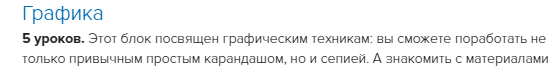 Графика
5 уроков. Этот блок посвящен графическим техникам: вы сможете поработать не
только привычным простым карандашом, но и сепией. А знакомить с материалами